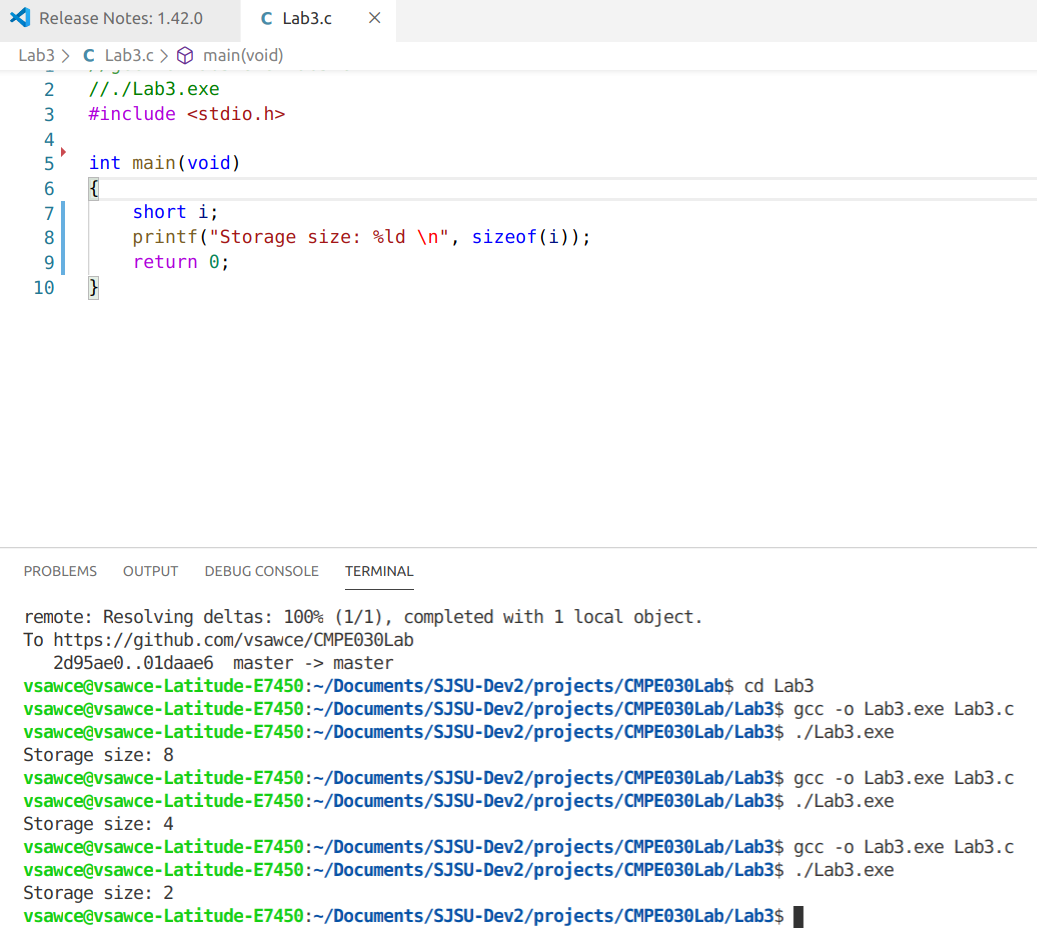 Release Notes: 1.42.0
C Lab3.c ×
Lab3 > C Lab3.c > main(void)
2 //./Lab3.exe
3 #include <stdio.h>
4
5 int main(void)
6 {
7 short i;
8 printf("Storage size: %ld \n", sizeof(i));
9 return 0;
10 }
PROBLEMS OUTPUT DEBUG CONSOLE TERMINAL
remote: Resolving deltas: 100% (1/1), completed with 1 local object.
To https://github.com/vsawce/CMPE030Lab
2d95ae0..01daae6 master -> master
vsawce@vsawce-Latitude-E7450:~/Documents/SJSU-Dev2/projects/CMPE030Lab$ cd Lab3
vsawce@vsawce-Latitude-E7450:~/Documents/SJSU-Dev2/projects/CMPE030Lab/Lab3$ gcc -o Lab3.exe Lab3.c
vsawce@vsawce-Latitude-E7450:~/Documents/SJSU-Dev2/projects/CMPE030Lab/Lab3$ ./Lab3.exe
Storage size: 8
vsawce@vsawce-Latitude-E7450:~/Documents/SJSU-Dev2/projects/CMPE030Lab/Lab3$ gcc -o Lab3.exe Lab3.c
vsawce@vsawce-Latitude-E7450:~/Documents/SJSU-Dev2/projects/CMPE030Lab/Lab3$ ./Lab3.exe
Storage size: 4
vsawce@vsawce-Latitude-E7450:~/Documents/SJSU-Dev2/projects/CMPE030Lab/Lab3$ gcc -o Lab3.exe Lab3.c
vsawce@vsawce-Latitude-E7450:~/Documents/SJSU-Dev2/projects/CMPE030Lab/Lab3$ ./Lab3.exe
Storage size: 2
vsawce@vsawce-Latitude-E7450:~/Documents/SJSU-Dev2/projects/CMPE030Lab/Lab3$